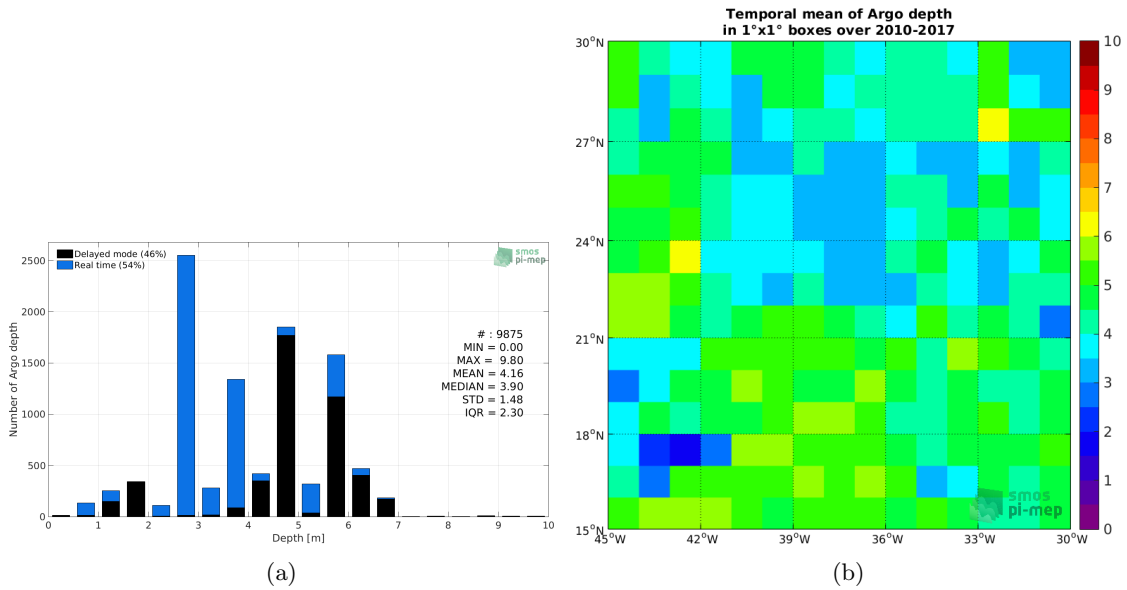 Delayed mode (46%)
Real time (54%)
smos
pi-mep
# : 9875
MIN = 0.00
MAX = 9.80
MEAN = 4.16
MEDIAN = 3.90
STD = 1.48
IQR = 2.30
Number of Argo depth
2500
2000
1500
1000
500
0
0 1 2 3 4 5 6 7 8 9 10
Depth [m]
(a)
Temporal mean of Argo depth
in 1°x1° boxes over 2010-2017
30°N
27°N
24°N
21°N
18°N
15°N
45°W 42°W 39°W 36°W 33°W 30°W
smos
pi-mep
10
9
8
7
6
5
4
3
2
1
0
(b)